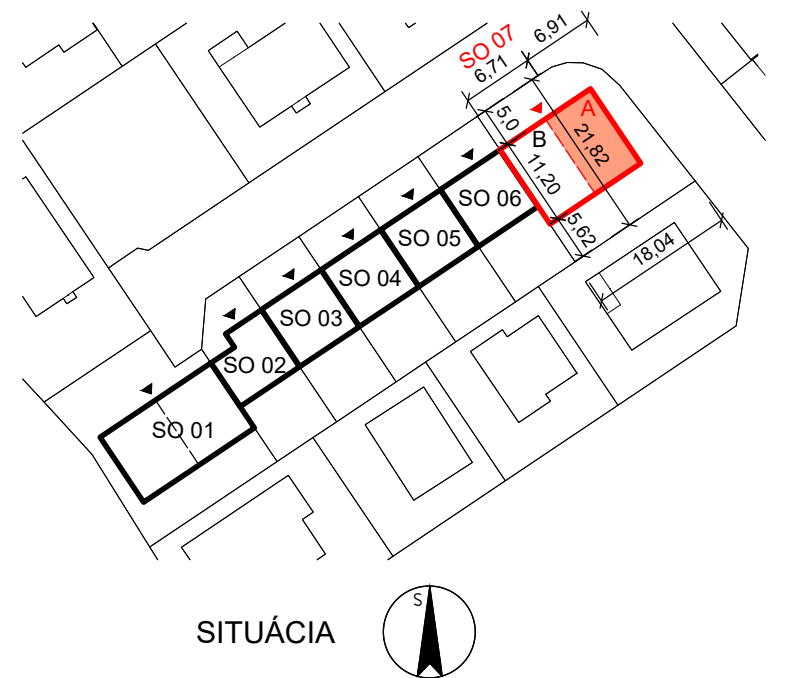 6,91
SO 07
6,71
5,0
A
B
21,82
11,20
SO 06
5,62
SO 05
18,04
SO 04
SO 03
SO 02
SO 01
S
SITUÁCIA